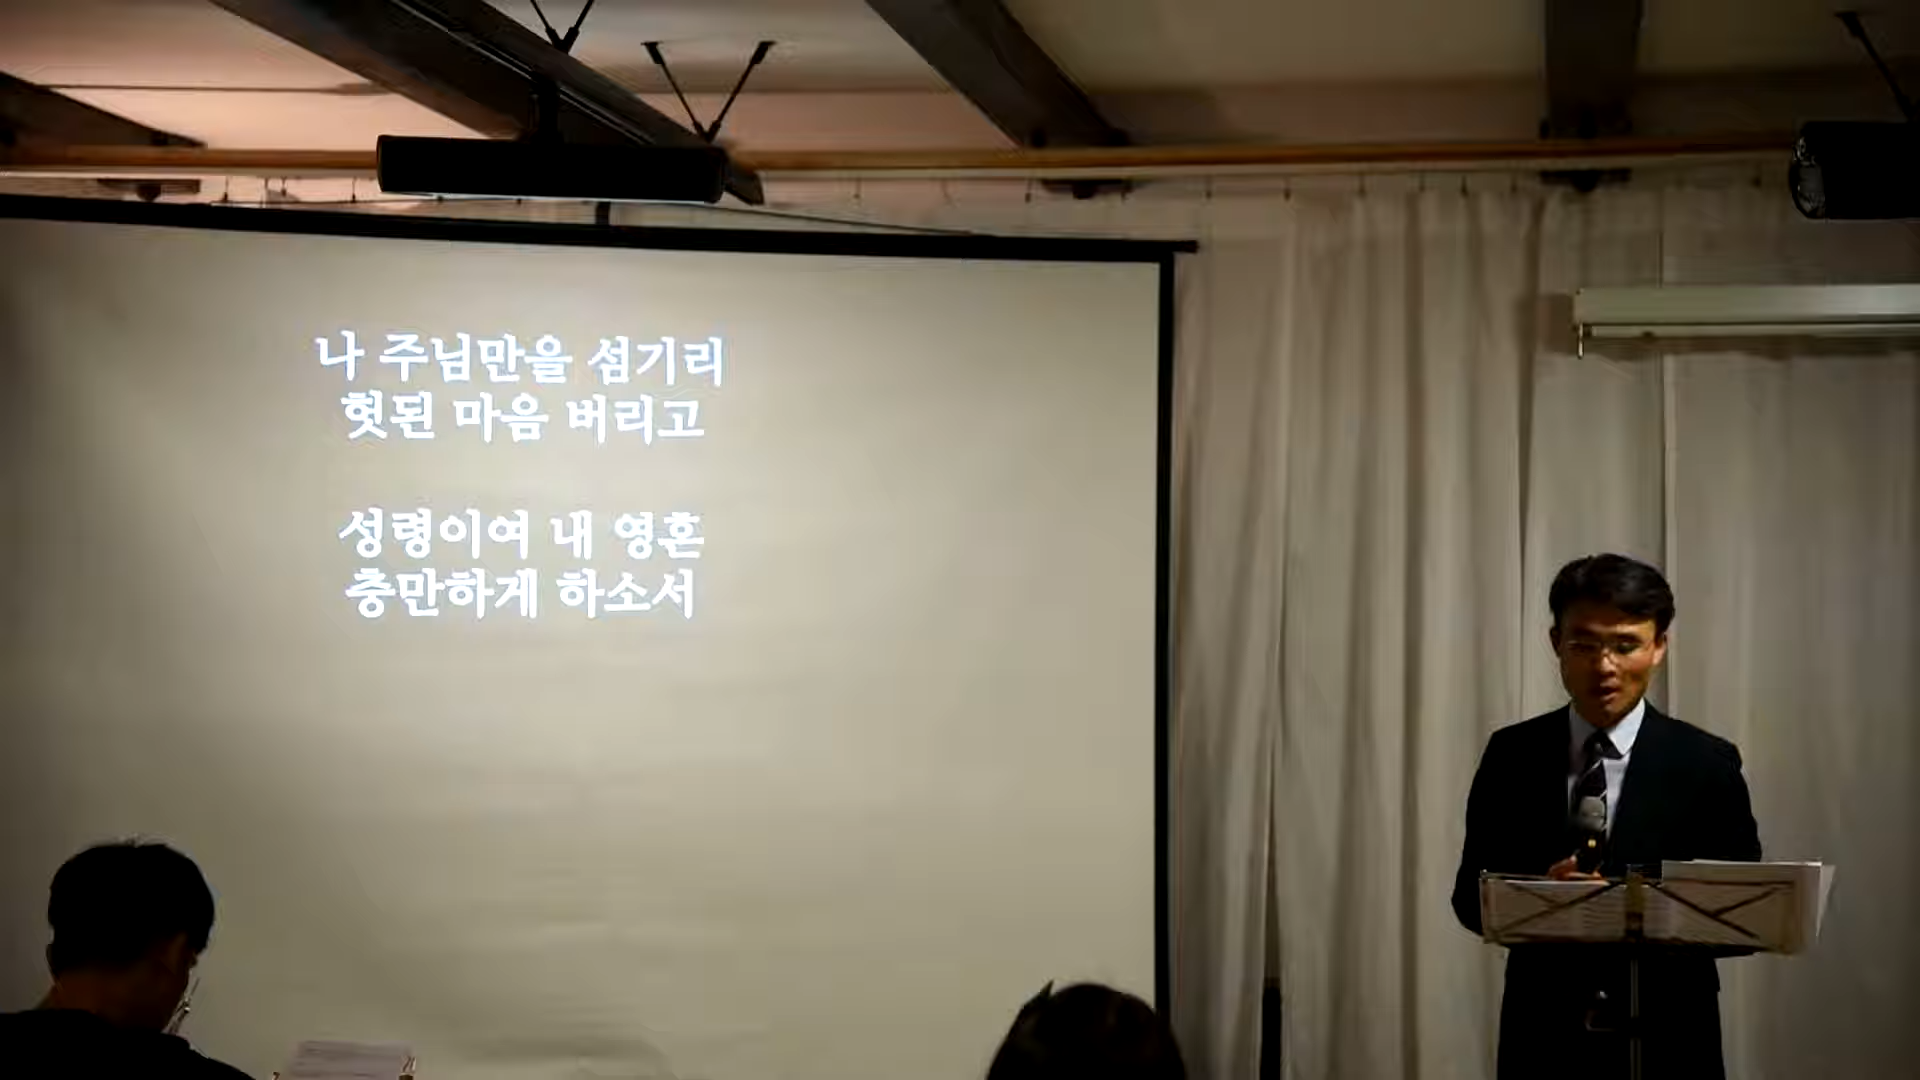 나 주님만을 섬기리
헛된 마음 버리고
성령이여 내 영혼
충만하게 하소서